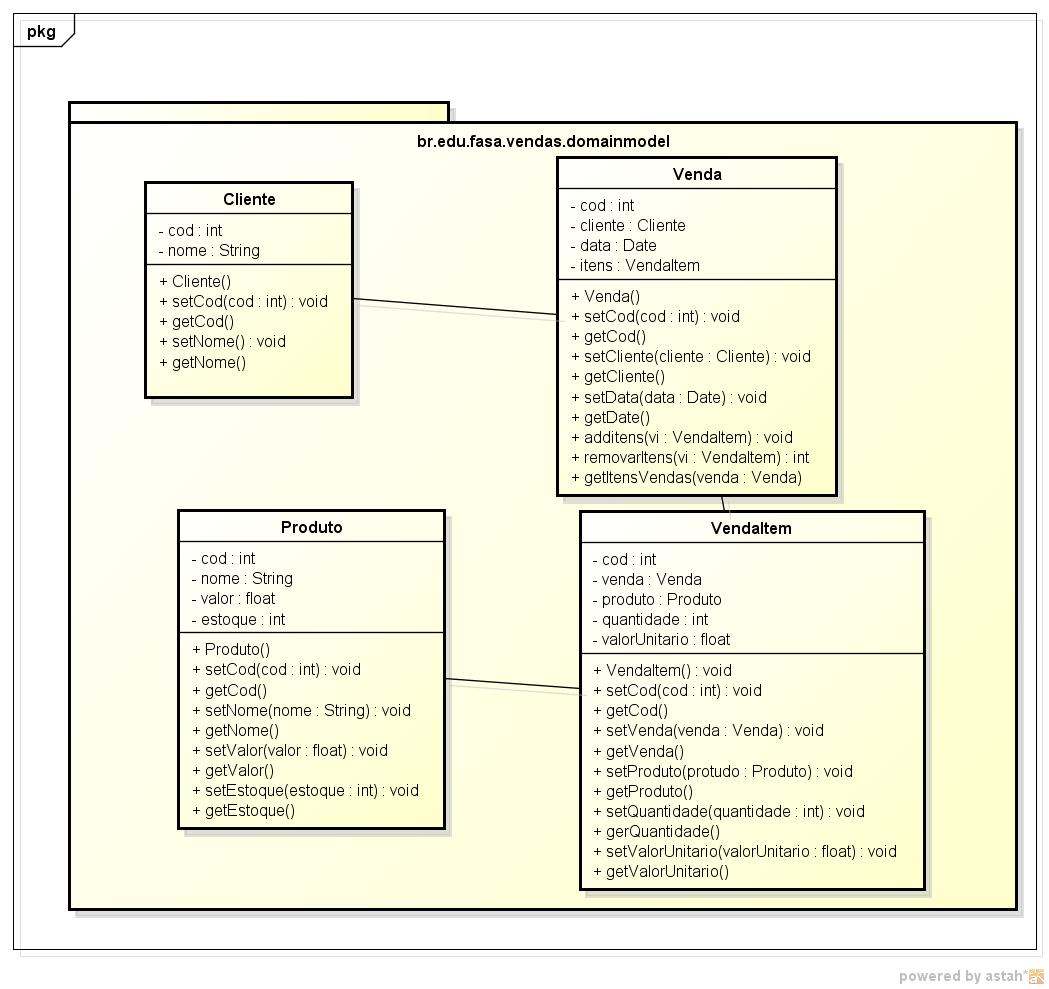 pkg
br.edu.fasa.vendas.domainmodel
Cliente
- cod : int
- nome : String
+ Cliente()
+ setCod(cod : int) : void
+ getCod()
+ setNome() : void
+ getNome()
Venda
- cod : int
- cliente : Cliente
- data : Date
- itens : VendaItem
+ Venda()
+ setCod(cod : int) : void
+ getCod()
+ setCliente(cliente : Cliente) : void
+ getCliente()
+ setData(data : Date) : void
+ getDate()
+ additens(vi : VendaItem) : void
+ removarItens(vi : VendaItem) : int
+ getItensVendas(venda : Venda)
Produto
- cod : int
- nome : String
- valor : float
- estoque : int
+ Produto()
+ setCod(cod : int) : void
+ getCod()
+ setNome(nome : String) : void
+ getNome()
+ setValor(valor : float) : void
+ getValor()
+ setEstoque(estoque : int) : void
+ getEstoque()
VendaItem
- cod : int
- venda : Venda
- produto : Produto
- quantidade : int
- valorUnitario : float
+ VendaItem() : void
+ setCod(cod : int) : void
+ getCod()
+ setVenda(venda : Venda) : void
+ getVenda()
+ setProduto(protudo : Produto) : void
+ getProduto()
+ setQuantidade(quantidade : int) : void
+ gerQuantidade()
+ setValorUnitario(valorUnitario : float) : void
+ getValorUnitario()
powered by astah*